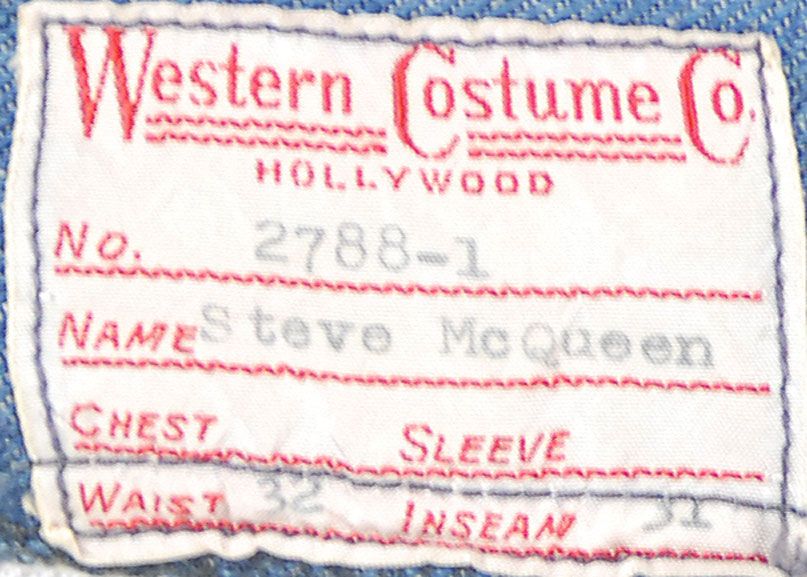 Western Costume Co.
HOLLYWOOD
No. 2788-1
NAME Steve McQueen
CHEST SLEEVE
WAIST 32 INSEAM 31